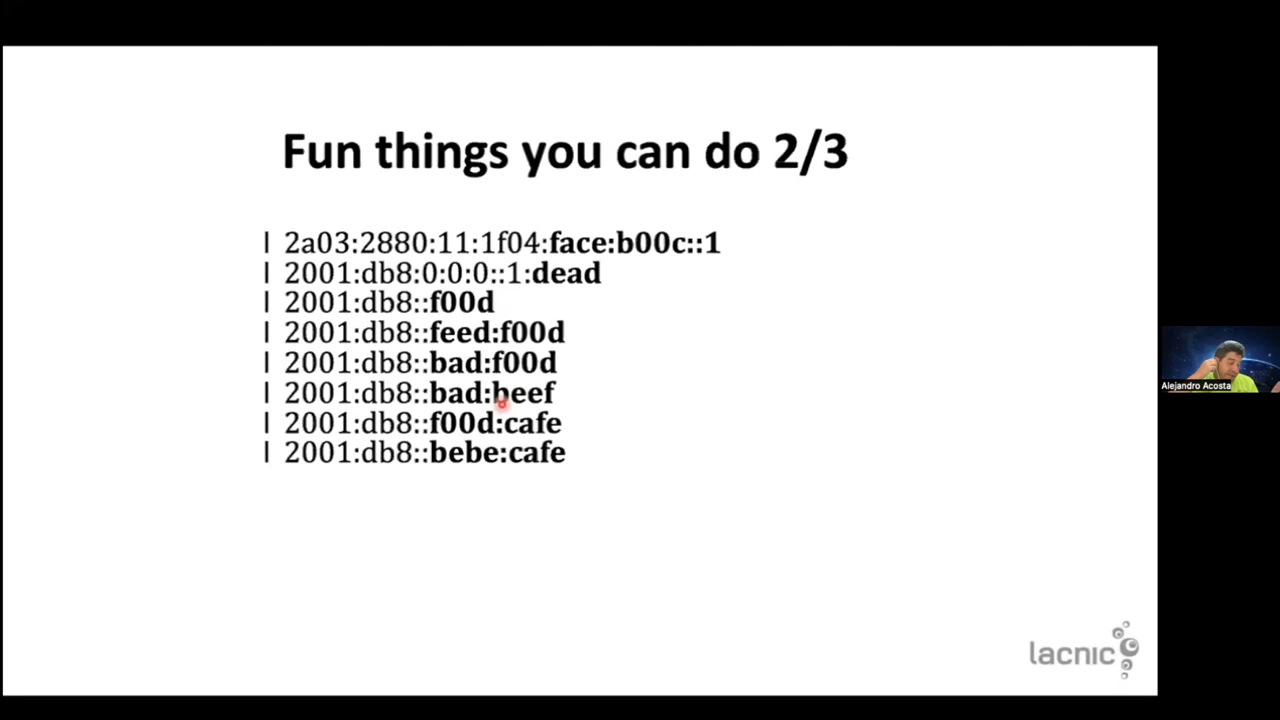 Fun things you can do 2/3
| 2a03:2880:11:1f04:face:b00c::1
| 2001:db8:0:0:0::1:dead
| 2001:db8::f00d
| 2001:db8::feed:f00d
| 2001:db8::bad:f00d
| 2001:db8::bad:beef
| 2001:db8::f00d:cafe
| 2001:db8::bebe:cafe
Alejandro Acosta
lacnic